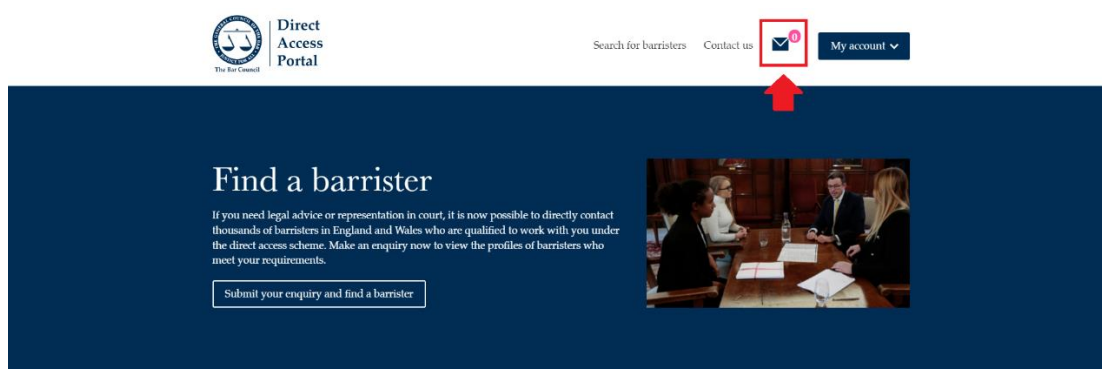 Direct
Access
Portal
The Bar Council
Search for barristers Contact us 0 My account
Find a barrister
If you need legal advice or representation in court, it is now possible to directly contact
thousands of barristers in England and Wales who are qualified to work with you under
the direct access scheme. Make an enquiry now to view the profiles of barristers who
meet your requirements.
Submit your enquiry and find a barrister